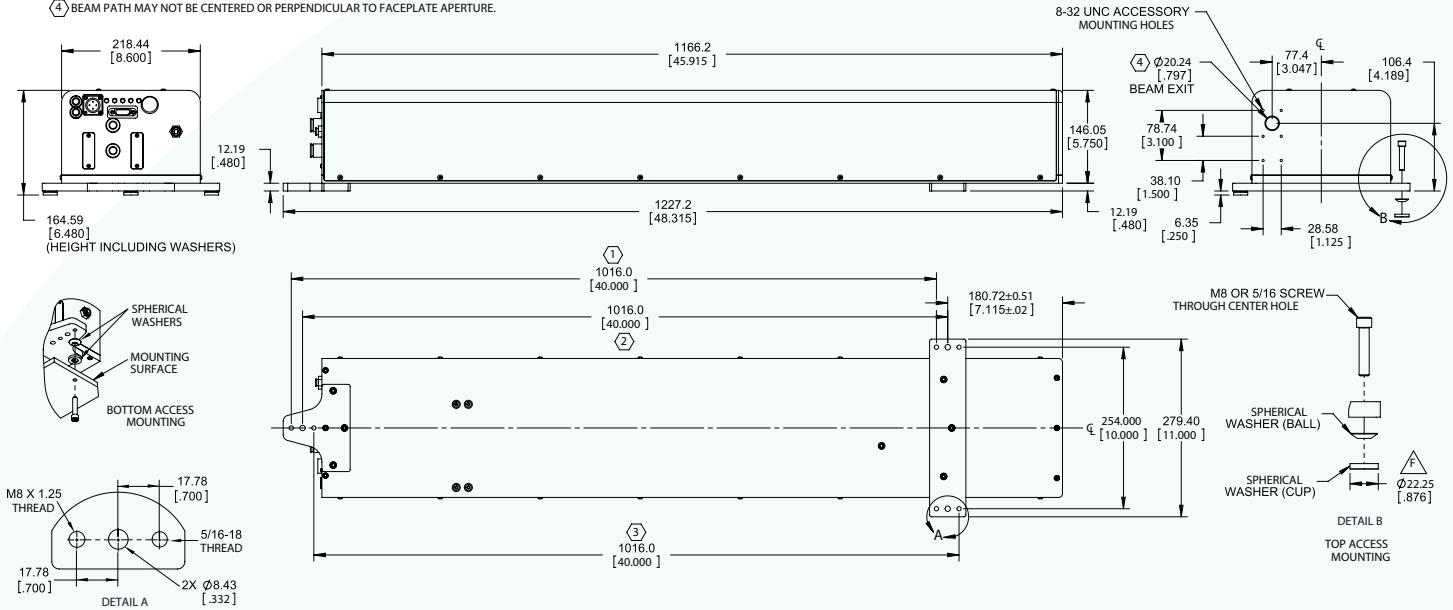 4 BEAM PATH MAY NOT BE CENTERED OR PERPENDICULAR TO FACEPLATE APERTURE.
218.44
[8.600]
164.59
[6.480]
(HEIGHT INCLUDING WASHERS)
1166.2
[45.915]
12.19
[.480]
146.05
[5.750]
1227.2
[48.315]
12.19
[.480]
8-32 UNC ACCESSORY
MOUNTING HOLES
4 Ø20.24
[.797]
BEAM EXIT
77.4
[3.047]
℄
106.4
[4.189]
78.74
[3.100]
38.10
[1.500]
6.35
[.250]
28.58
[1.125]
B
1
1016.0
[40.000]
1016.0
[40.000]
2
180.72±0.51
[7.115±.02]
℄
254.000
[10.000]
279.40
[11.000]
3
1016.0
[40.000]
A
SPHERICAL
WASHERS
MOUNTING
SURFACE
BOTTOM ACCESS
MOUNTING
M8 X 1.25
THREAD
17.78
[.700]
5/16-18
THREAD
17.78
[.700]
2X Ø8.43
[.332]
DETAIL A
M8 OR 5/16 SCREW
THROUGH CENTER HOLE
SPHERICAL
WASHER (BALL)
SPHERICAL
WASHER (CUP)
F
Ø22.25
[.876]
DETAIL B
TOP ACCESS
MOUNTING